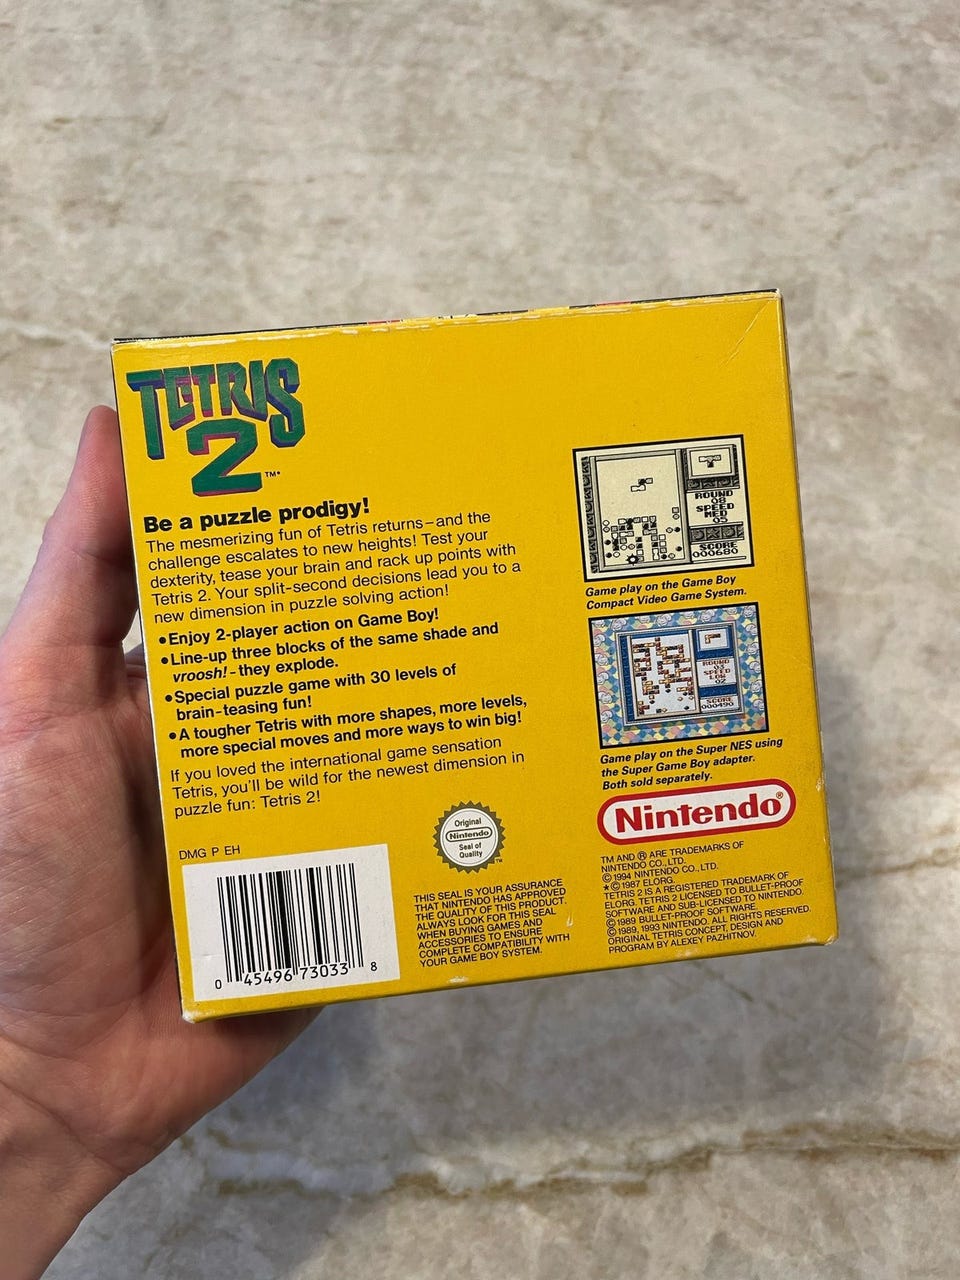 TETRIS
2™*
Be a puzzle prodigy!
The mesmerizing fun of Tetris returns–and the
challenge escalates to new heights! Test your
dexterity, tease your brain and rack up points with
Tetris 2. Your split-second decisions lead you to a
new dimension in puzzle solving action!
•Enjoy 2-player action on Game Boy!
•Line-up three blocks of the same shade and
vroosh!-they explode.
•Special puzzle game with 30 levels of
brain-teasing fun!
•A tougher Tetris with more shapes, more levels,
more special moves and more ways to win big!
If you loved the international game sensation
Tetris, you'll be wild for the newest dimension in
puzzle fun: Tetris 2!
DMG P EH
0 45496 73033 8
Original
Nintendo
Seal of
Quality
TM
THIS SEAL IS YOUR ASSURANCE
THAT NINTENDO HAS APPROVED
THE QUALITY OF THIS PRODUCT.
ALWAYS LOOK FOR THIS SEAL
WHEN BUYING GAMES AND
ACCESSORIES TO ENSURE
COMPLETE COMPATIBILITY WITH
YOUR GAME BOY SYSTEM.
ROUND
08
SPEED
MED
05
SCORE
000680
Game play on the Game Boy
Compact Video Game System.
ROUND
03
SPEED
LOW
02
SCORE
000490
Game play on the Super NES using
the Super Game Boy adapter.
Both sold separately.
Nintendo®
TM AND ® ARE TRADEMARKS OF
NINTENDO CO., LTD.
©1994 NINTENDO CO., LTD.
★©1987 ELORG.
TETRIS 2 IS A REGISTERED TRADEMARK OF
ELORG. TETRIS 2 LICENSED TO BULLET-PROOF
SOFTWARE AND SUB-LICENSED TO NINTENDO.
©1989 BULLET-PROOF SOFTWARE.
©1989, 1993 NINTENDO. ALL RIGHTS RESERVED.
ORIGINAL TETRIS CONCEPT, DESIGN AND
PROGRAM BY ALEXEY PAZHITNOV.